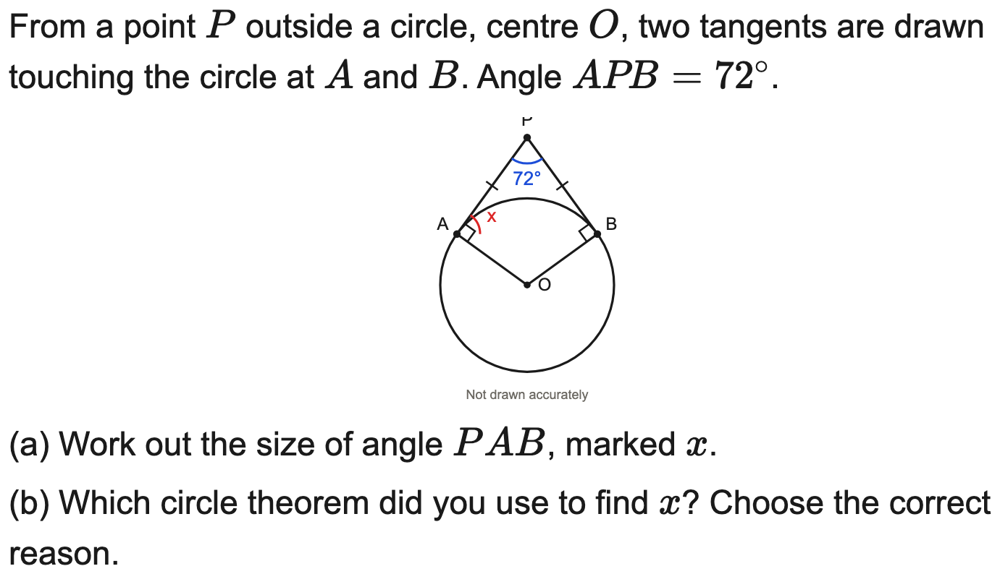 From a point P outside a circle, centre O, two tangents are drawn
touching the circle at A and B. Angle APB = 72°.
P
72°
x
A
B
O
Not drawn accurately
(a) Work out the size of angle PAB, marked x.
(b) Which circle theorem did you use to find x? Choose the correct
reason.